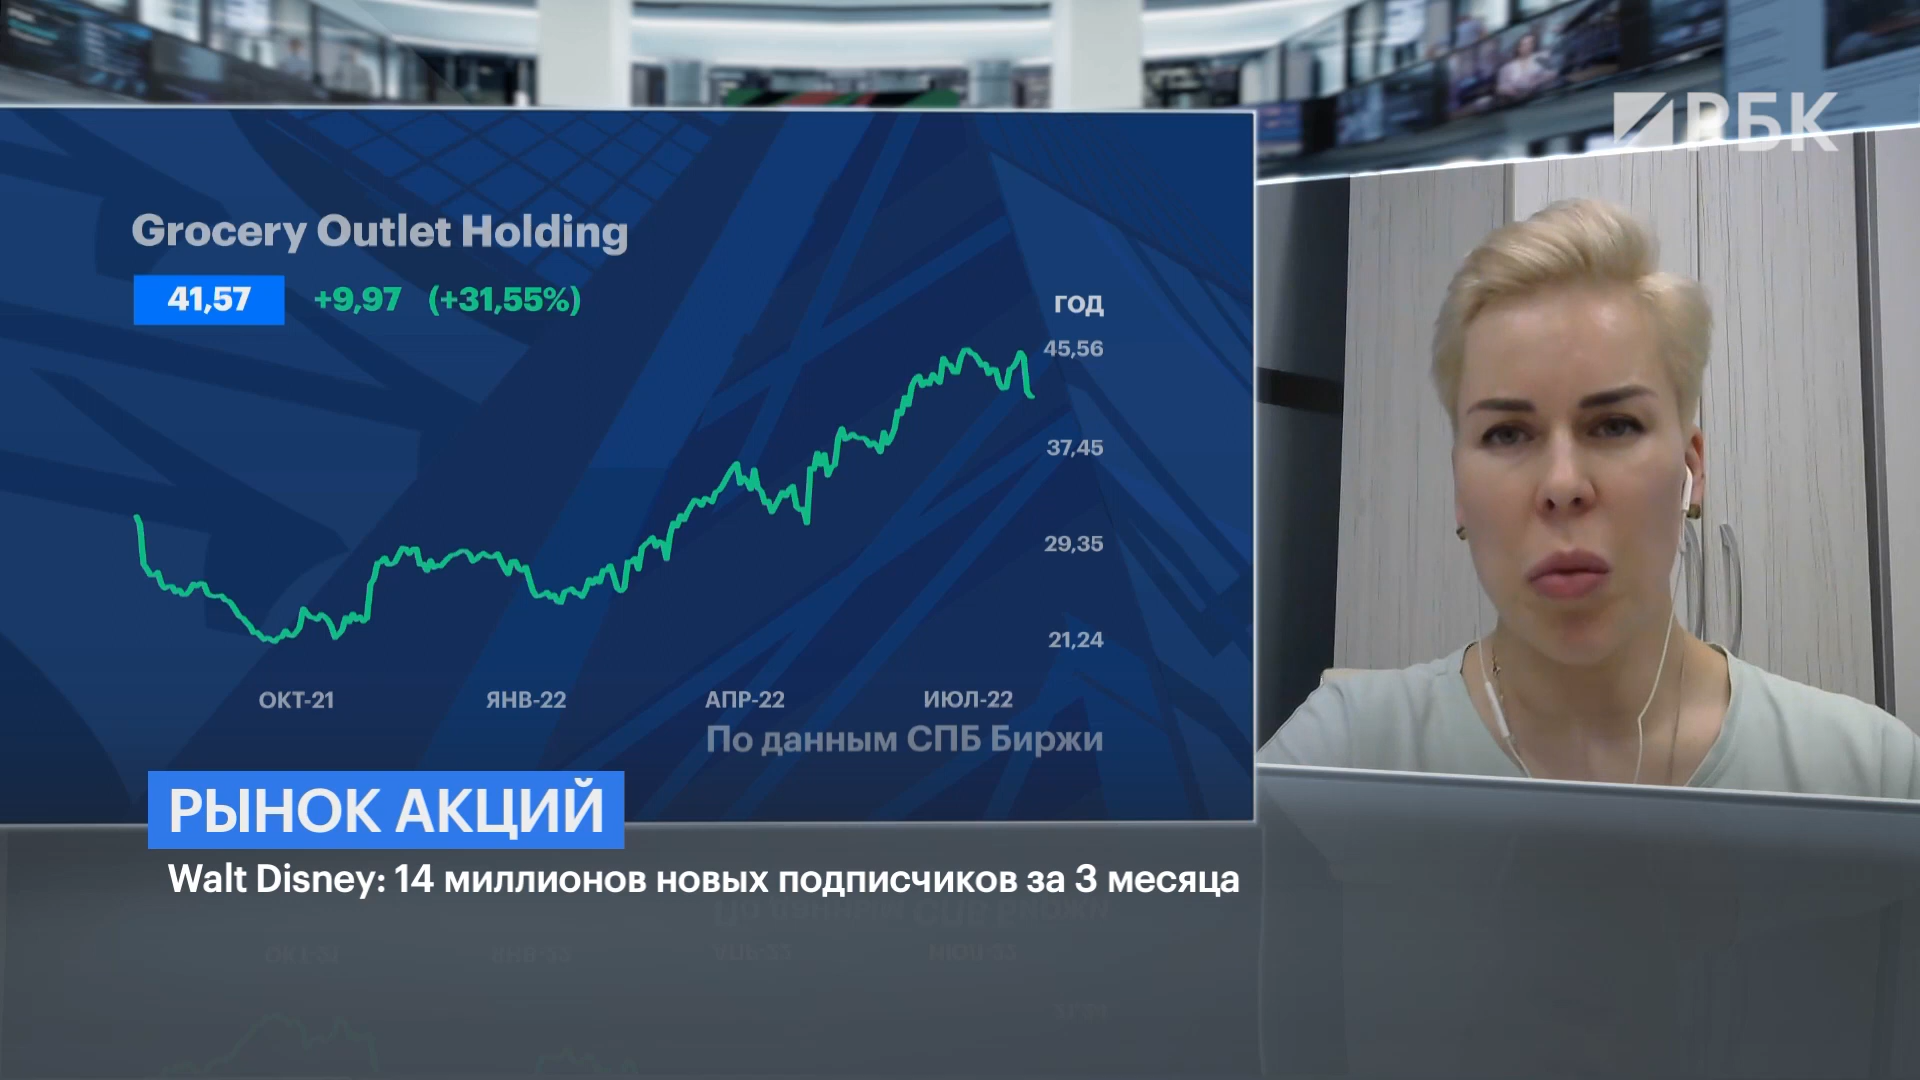 РБК
Grocery Outlet Holding
41,57 +9,97 (+31,55%)
ГОД
45,56
37,45
29,35
21,24
ОКТ-21 ЯНВ-22 АПР-22 ИЮЛ-22
По данным СПБ Биржи
РЫНОК АКЦИЙ
Walt Disney: 14 миллионов новых подписчиков за 3 месяца